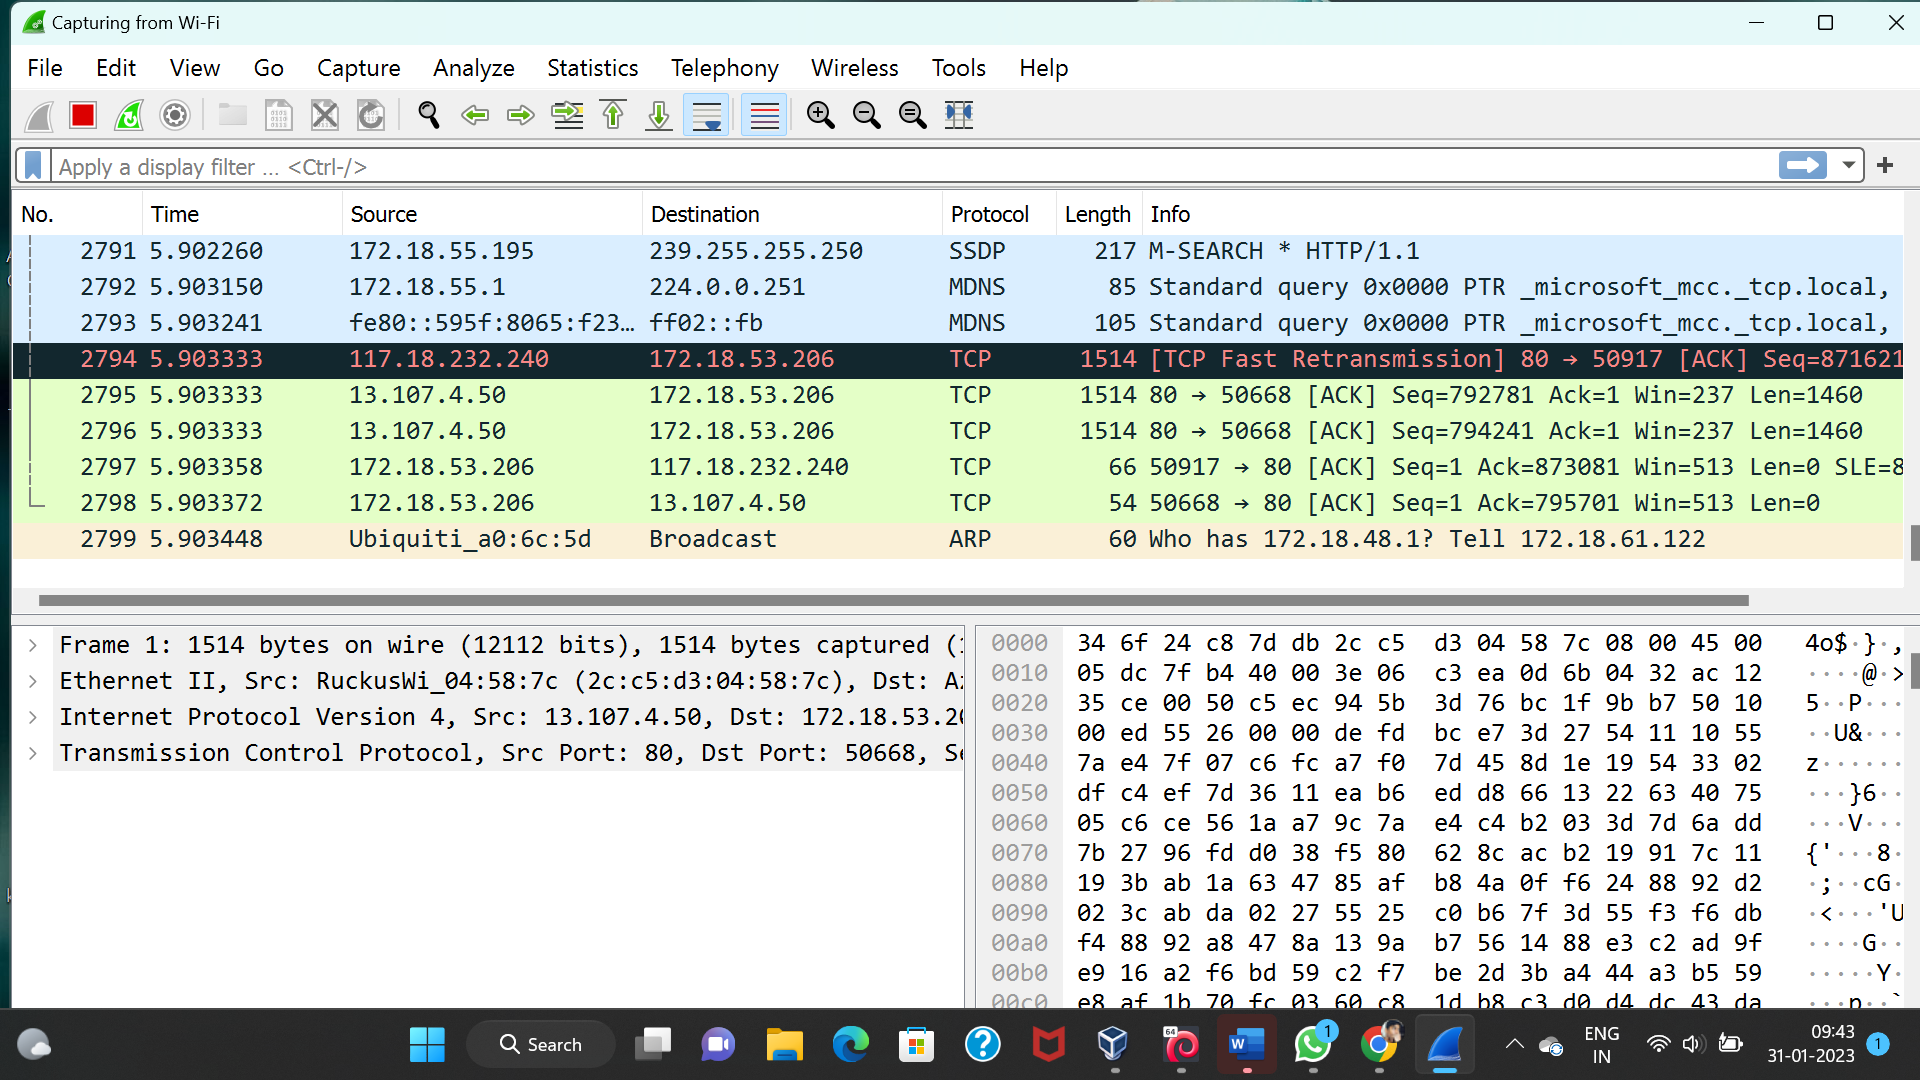 Capturing from Wi-Fi
File Edit View Go Capture Analyze Statistics Telephony Wireless Tools Help
Apply a display filter ... <Ctrl-/>
No. Time Source Destination Protocol Length Info
2791 5.902260 172.18.55.195 239.255.255.250 SSDP 217 M-SEARCH * HTTP/1.1
2792 5.903150 172.18.55.1 224.0.0.251 MDNS 85 Standard query 0x0000 PTR _microsoft_mcc._tcp.local,
2793 5.903241 fe80::595f:8065:f23… ff02::fb MDNS 105 Standard query 0x0000 PTR _microsoft_mcc._tcp.local,
2794 5.903333 117.18.232.240 172.18.53.206 TCP 1514 [TCP Fast Retransmission] 80 → 50917 [ACK] Seq=871621
2795 5.903333 13.107.4.50 172.18.53.206 TCP 1514 80 → 50668 [ACK] Seq=792781 Ack=1 Win=237 Len=1460
2796 5.903333 13.107.4.50 172.18.53.206 TCP 1514 80 → 50668 [ACK] Seq=794241 Ack=1 Win=237 Len=1460
2797 5.903358 172.18.53.206 117.18.232.240 TCP 66 50917 → 80 [ACK] Seq=1 Ack=873081 Win=513 Len=0 SLE=8
2798 5.903372 172.18.53.206 13.107.4.50 TCP 54 50668 → 80 [ACK] Seq=1 Ack=795701 Win=513 Len=0
2799 5.903448 Ubiquiti_a0:6c:5d Broadcast ARP 60 Who has 172.18.48.1? Tell 172.18.61.122
Frame 1: 1514 bytes on wire (12112 bits), 1514 bytes captured (
Ethernet II, Src: RuckusWi_04:58:7c (2c:c5:d3:04:58:7c), Dst: A
Internet Protocol Version 4, Src: 13.107.4.50, Dst: 172.18.53.2
Transmission Control Protocol, Src Port: 80, Dst Port: 50668, S
0000 34 6f 24 c8 7d db 2c c5 d3 04 58 7c 08 00 45 00 4o$·}·,
0010 05 dc 7f b4 40 00 3e 06 c3 ea 0d 6b 04 32 ac 12 ····@·>
0020 35 ce 00 50 c5 ec 94 5b 3d 76 bc 1f 9b b7 50 10 5··P···
0030 00 ed 55 26 00 00 de fd bc e7 3d 27 54 11 10 55 ··U&···
0040 7a e4 7f 07 c6 fc a7 f0 7d 45 8d 1e 19 54 33 02 z······
0050 df c4 ef 7d 36 11 ea b6 ed d8 66 13 22 63 40 75 ···}6··
0060 05 c6 ce 56 1a a7 9c 7a e4 c4 b2 03 3d 7d 6a dd ···V···
0070 7b 27 96 fd d0 38 f5 80 62 8c ac b2 19 91 7c 11 {'···8·
0080 19 3b ab 1a 63 47 85 af b8 4a 0f f6 24 88 92 d2 ·;··cG·
0090 02 3c ab da 02 27 55 25 c0 b6 7f 3d 55 f3 f6 db ·<···'U
00a0 f4 88 92 a8 47 8a 13 9a b7 56 14 88 e3 c2 ad 9f ····G··
00b0 e9 16 a2 f6 bd 59 c2 f7 be 2d 3b a4 44 a3 b5 59 ·····Y·
00c0 e8 af 1b 70 fc 03 60 c8 1d b8 c3 d0 d4 dc 43 da ···p··`
Search
64
1
ENG
IN
09:43
31-01-2023
1